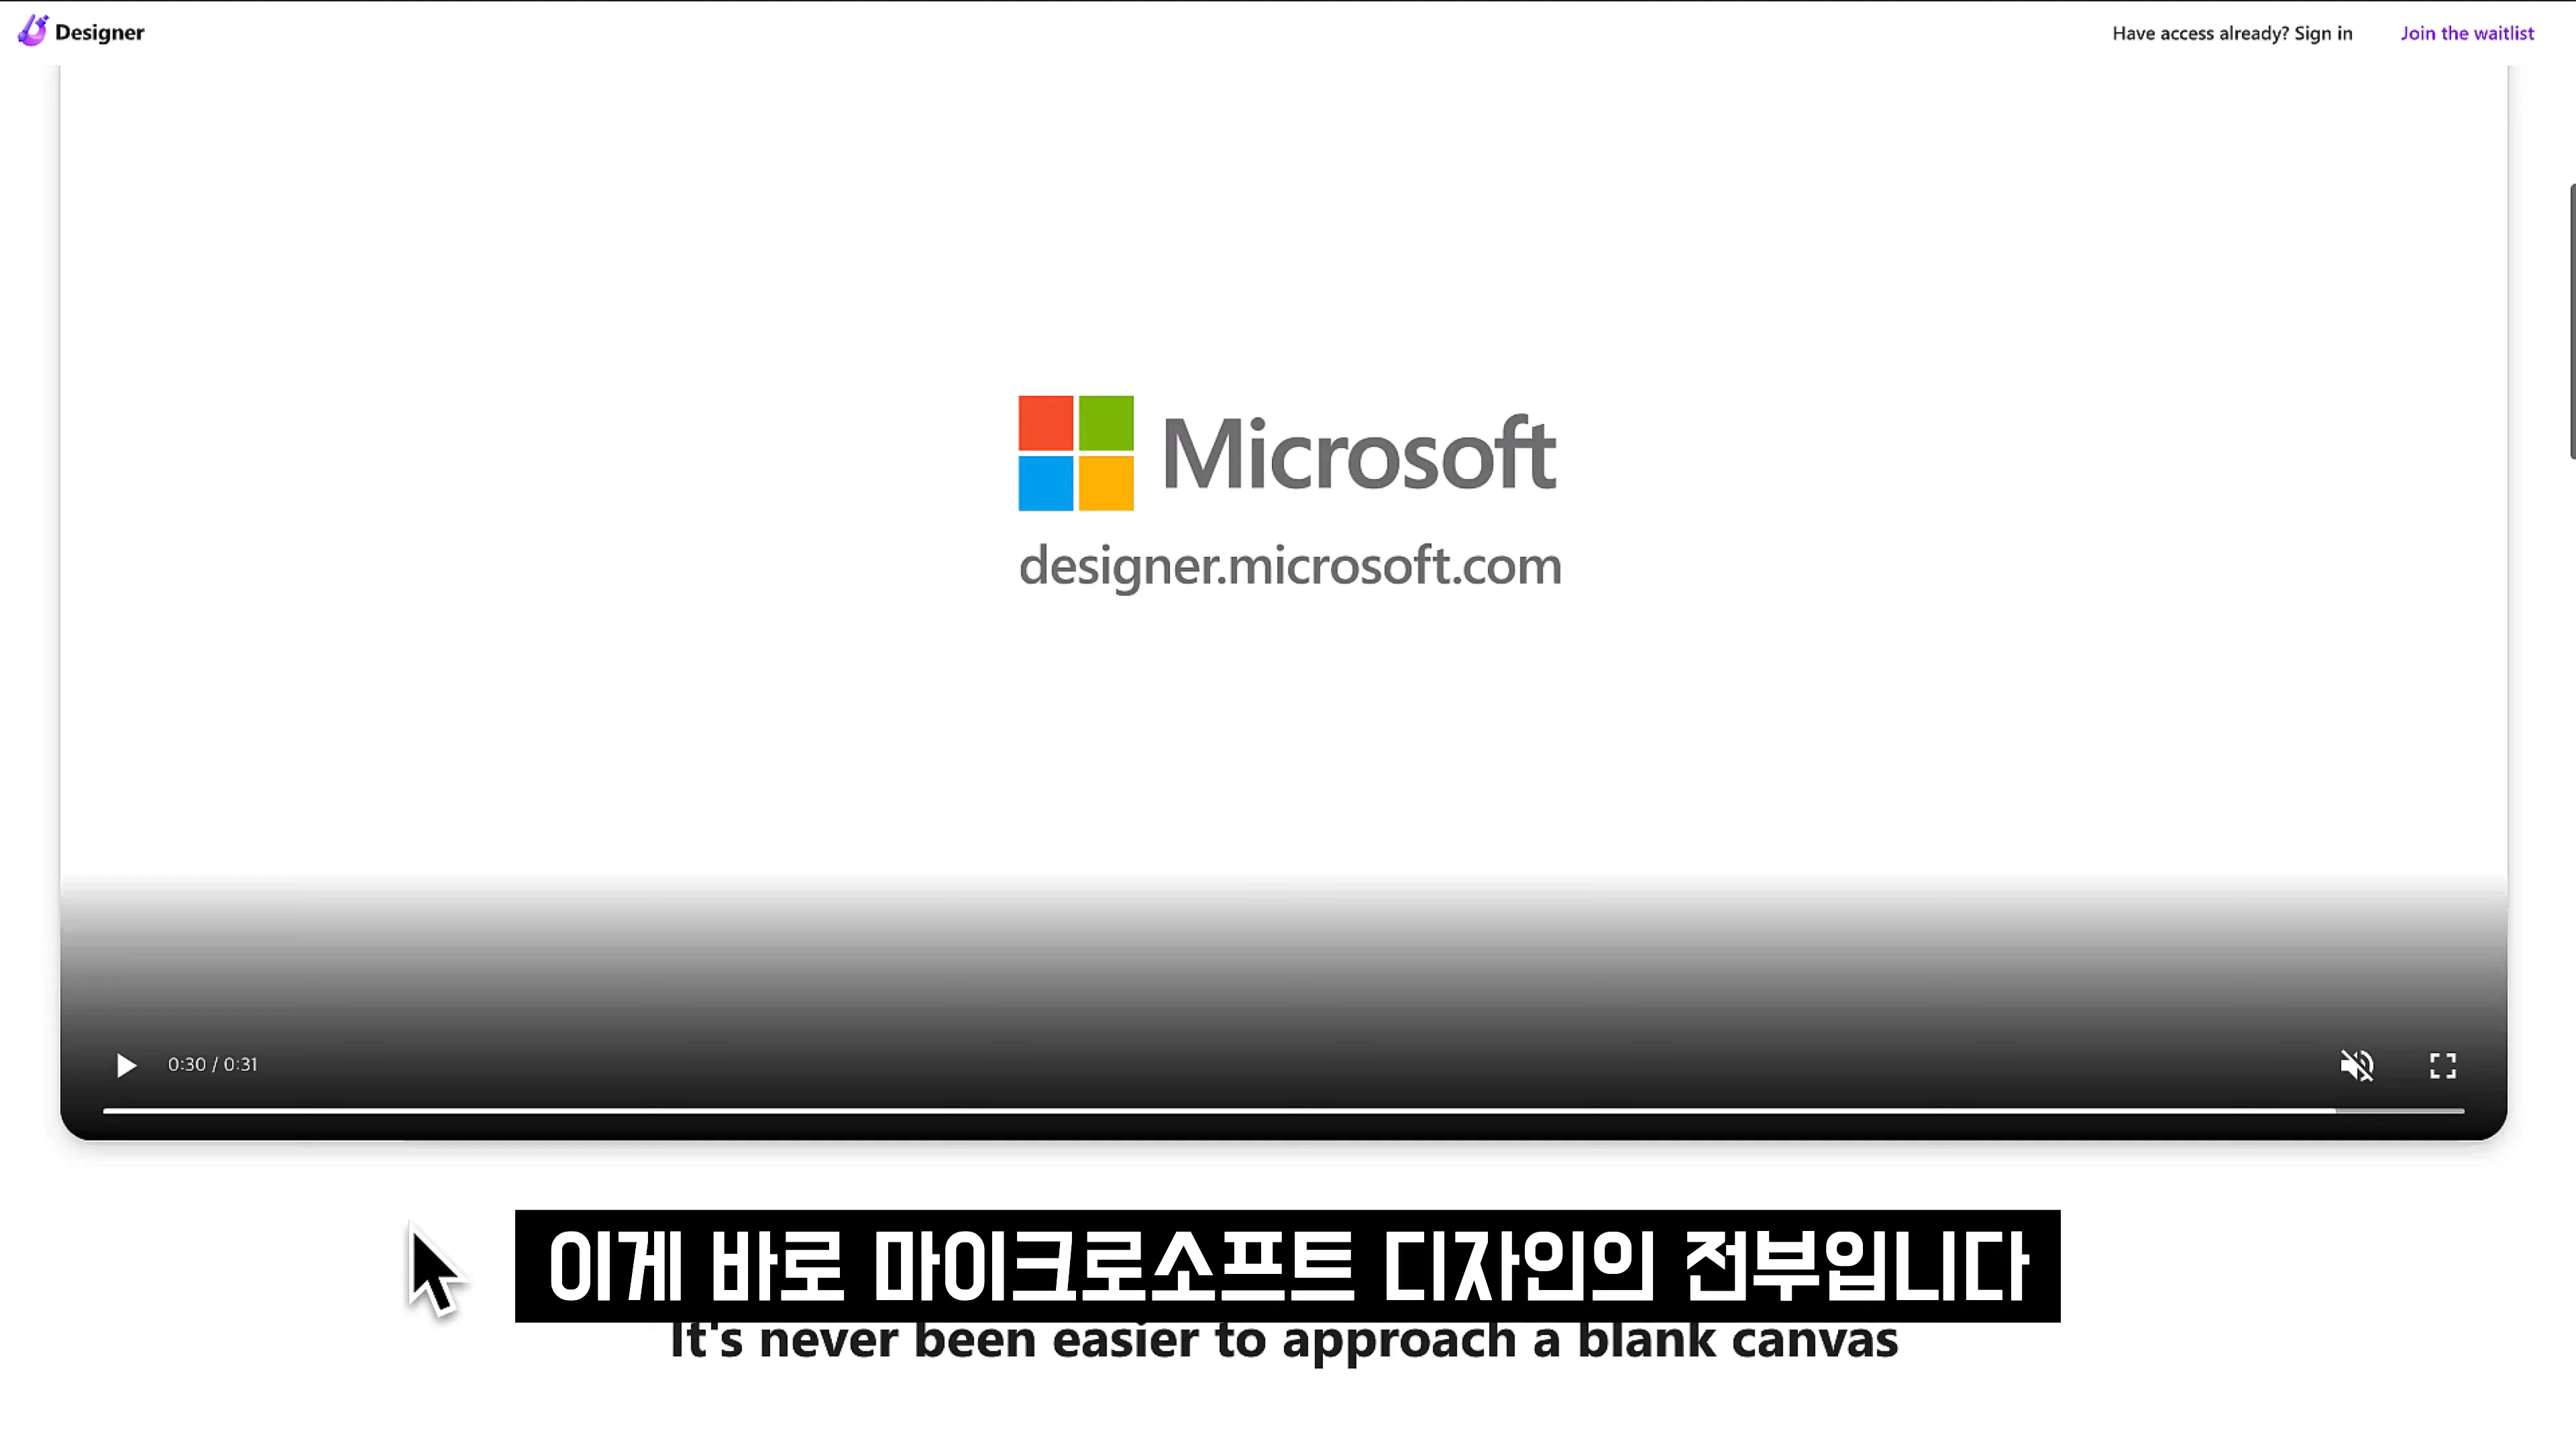 Designer
Have access already? Sign in
Join the waitlist
Microsoft
designer.microsoft.com
0:30 / 0:31
이게 바로 마이크로소프트 디자인의 전부입니다
It's never been easier to approach a blank canvas